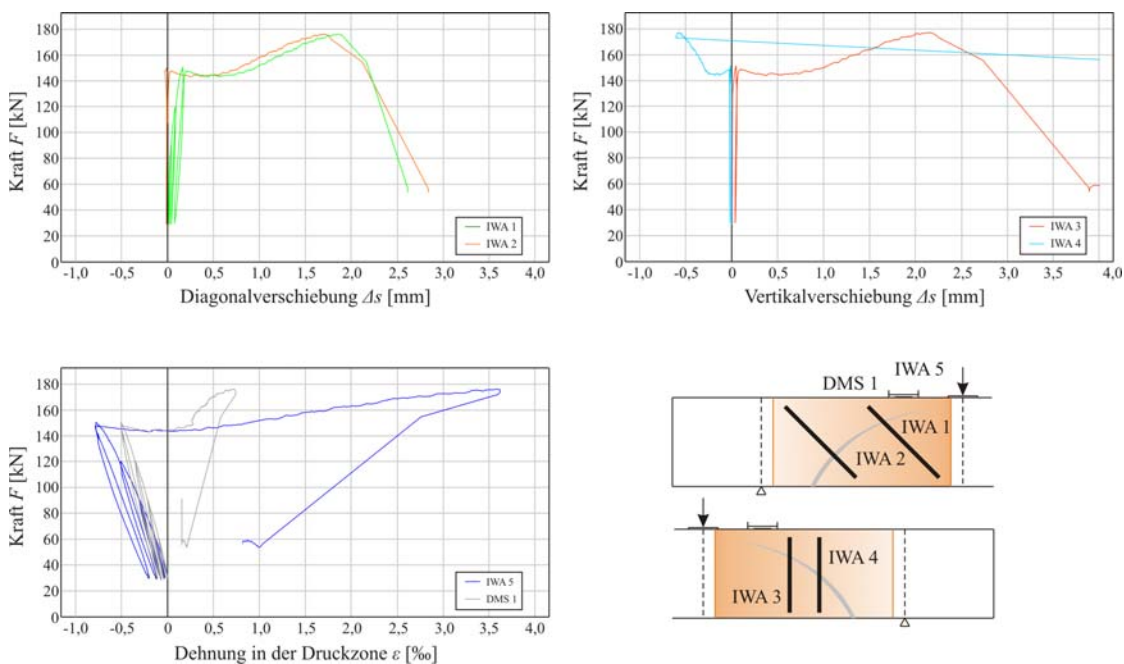 180
160
140
120
100
80
60
40
20
0
Kraft F [kN]
-1,0 -0,5 0 0,5 1,0 1,5 2,0 2,5 3,0 3,5 4,0
Diagonalverschiebung Δs [mm]
IWA 1
IWA 2
180
160
140
120
100
80
60
40
20
0
Kraft F [kN]
-1,0 -0,5 0 0,5 1,0 1,5 2,0 2,5 3,0 3,5 4,0
Vertikalverschiebung Δs [mm]
IWA 3
IWA 4
180
160
140
120
100
80
60
40
20
0
Kraft F [kN]
-1,0 -0,5 0 0,5 1,0 1,5 2,0 2,5 3,0 3,5 4,0
Dehnung in der Druckzone ε [‰]
IWA 5
DMS 1
IWA 5
DMS 1
IWA 1
IWA 2
IWA 4
IWA 3